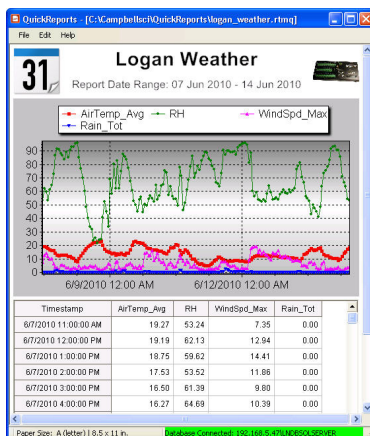 QuickReports - [C:\Campbellsci\QuickReports\logan_weather.rtmq]
File Edit Help
31
Logan Weather
Report Date Range: 07 Jun 2010 - 14 Jun 2010
AirTemp_Avg RH WindSpd_Max
Rain_Tot
90
80
70
60
50
40
30
20
10
0
6/9/2010 12:00 AM 6/12/2010 12:00 AM
Timestamp AirTemp_Avg RH WindSpd_Max Rain_Tot
6/7/2010 11:00:00 AM 19.27 53.24 7.35 0.00
6/7/2010 12:00:00 PM 19.19 62.13 12.94 0.00
6/7/2010 1:00:00 PM 18.75 59.62 14.41 0.00
6/7/2010 2:00:00 PM 17.53 53.52 11.86 0.00
6/7/2010 3:00:00 PM 16.50 61.39 9.80 0.00
6/7/2010 4:00:00 PM 16.27 64.69 10.39 0.00
Paper Size: A (letter) | 8.5 x 11 in. Database Connected: 192.168.5.47\LNDBSQLSERVER